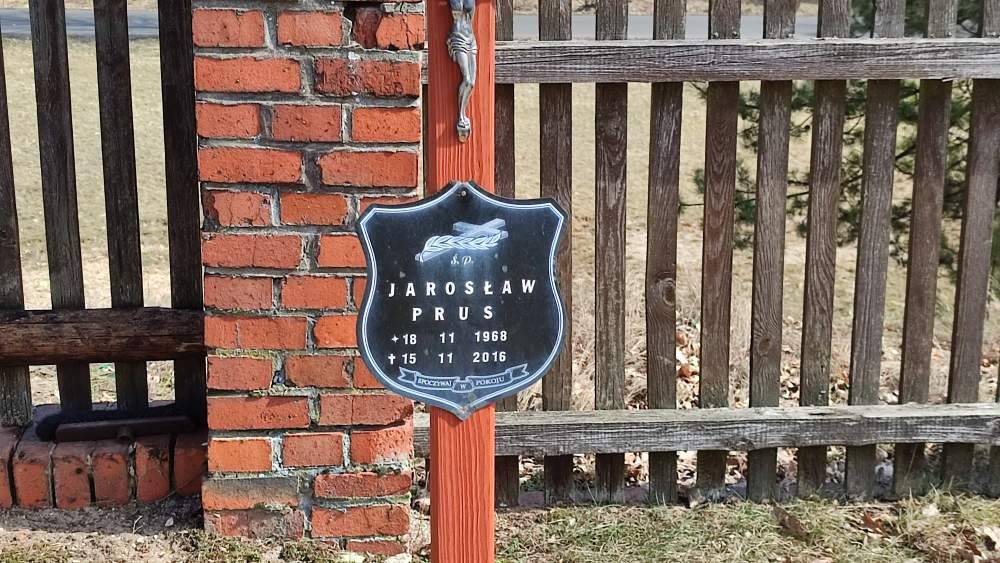 Ś. P.
JAROSŁAW
PRUS
✦ 18 11 1968
✝ 15 11 2016
SPOCZYWAJ W POKOJU